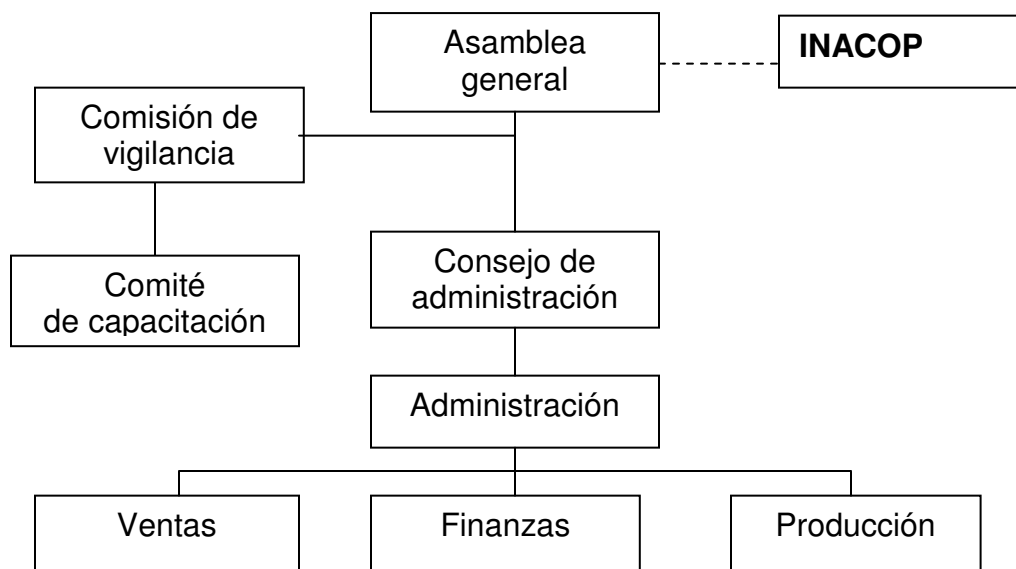 Asamblea
general
INACOP
Comisión de
vigilancia
Consejo de
administración
Comité
de capacitación
Administración
Ventas
Finanzas
Producción